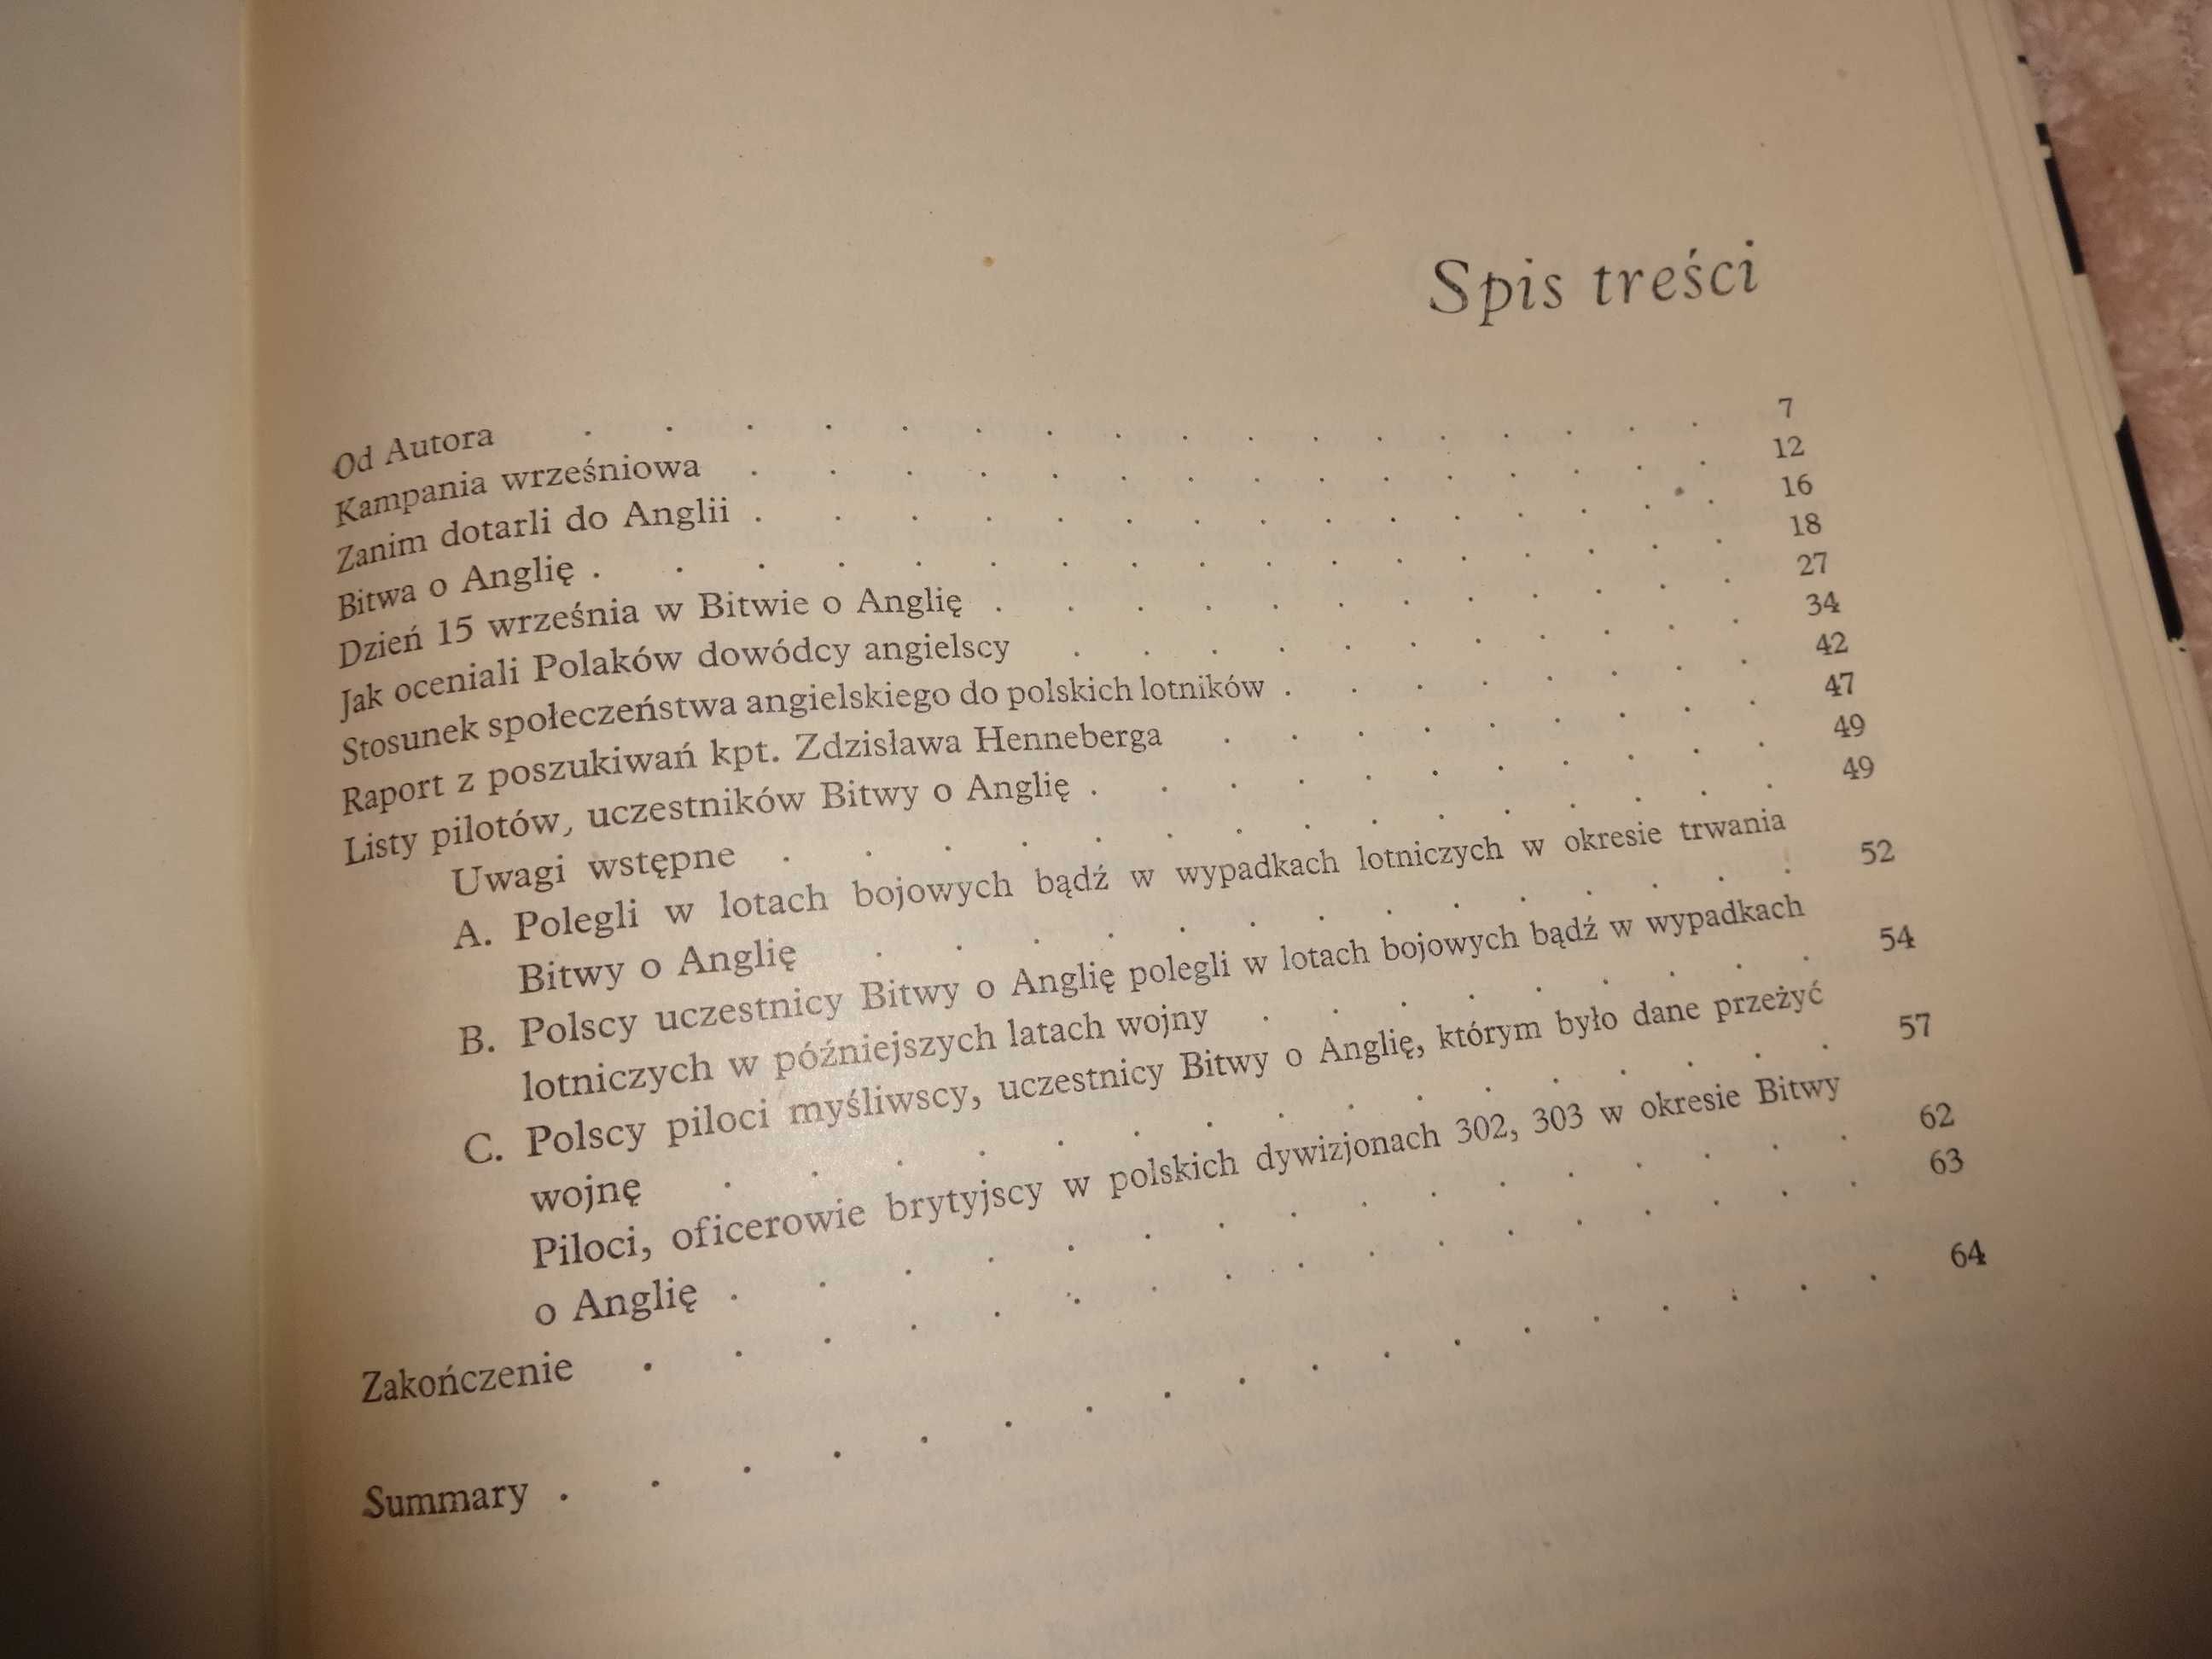 Spis treści
Od Autora . . . . . . . . . . . . . . . . 7
Kampania wrześniowa . . . . . . . . . . . . . . 12
Zanim dotarli do Anglii . . . . . . . . . . . . . . 16
Bitwa o Anglię . . . . . . . . . . . . . . . . 18
Dzień 15 września w Bitwie o Anglię . . . . . . . . . . . 27
Jak oceniali Polaków dowódcy angielscy . . . . . . . . . . 34
Stosunek społeczeństwa angielskiego do polskich lotników . . . . . . . 42
Raport z poszukiwań kpt. Zdzisława Henneberga . . . . . . . . 47
Listy pilotów, uczestników Bitwy o Anglię . . . . . . . . . . 49
Uwagi wstępne . . . . . . . . . . . . . . 49
A. Polegli w lotach bojowych bądź w wypadkach lotniczych w okresie trwania
Bitwy o Anglię . . . . . . . . . . . . . 52
B. Polscy uczestnicy Bitwy o Anglię polegli w lotach bojowych bądź w wypadkach
lotniczych w późniejszych latach wojny . . . . . . . . 54
C. Polscy piloci myśliwscy, uczestnicy Bitwy o Anglię, którym było dane przeżyć
wojnę . . . . . . . . . . . . . . . 57
Piloci, oficerowie brytyjscy w polskich dywizjonach 302, 303 w okresie Bitwy
o Anglię . . . . . . . . . . . . . . . 62
Zakończenie . . . . . . . . . . . . . . . . 63
Summary . . . . . . . . . . . . . . . . . 64